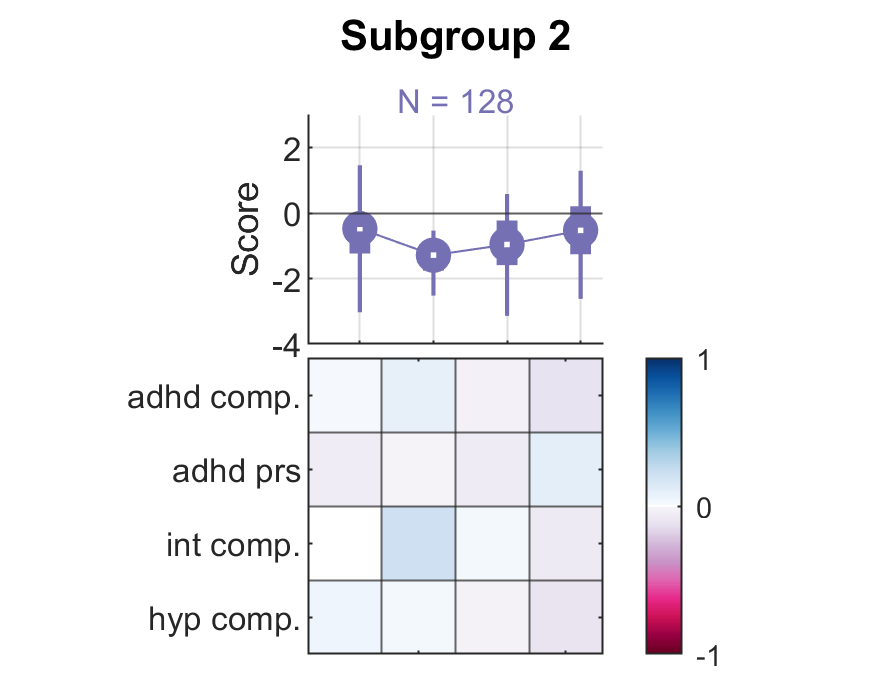 Subgroup 2
N = 128
Score
2
0
-2
-4
adhd comp.
adhd prs
int comp.
hyp comp.
1
0
-1